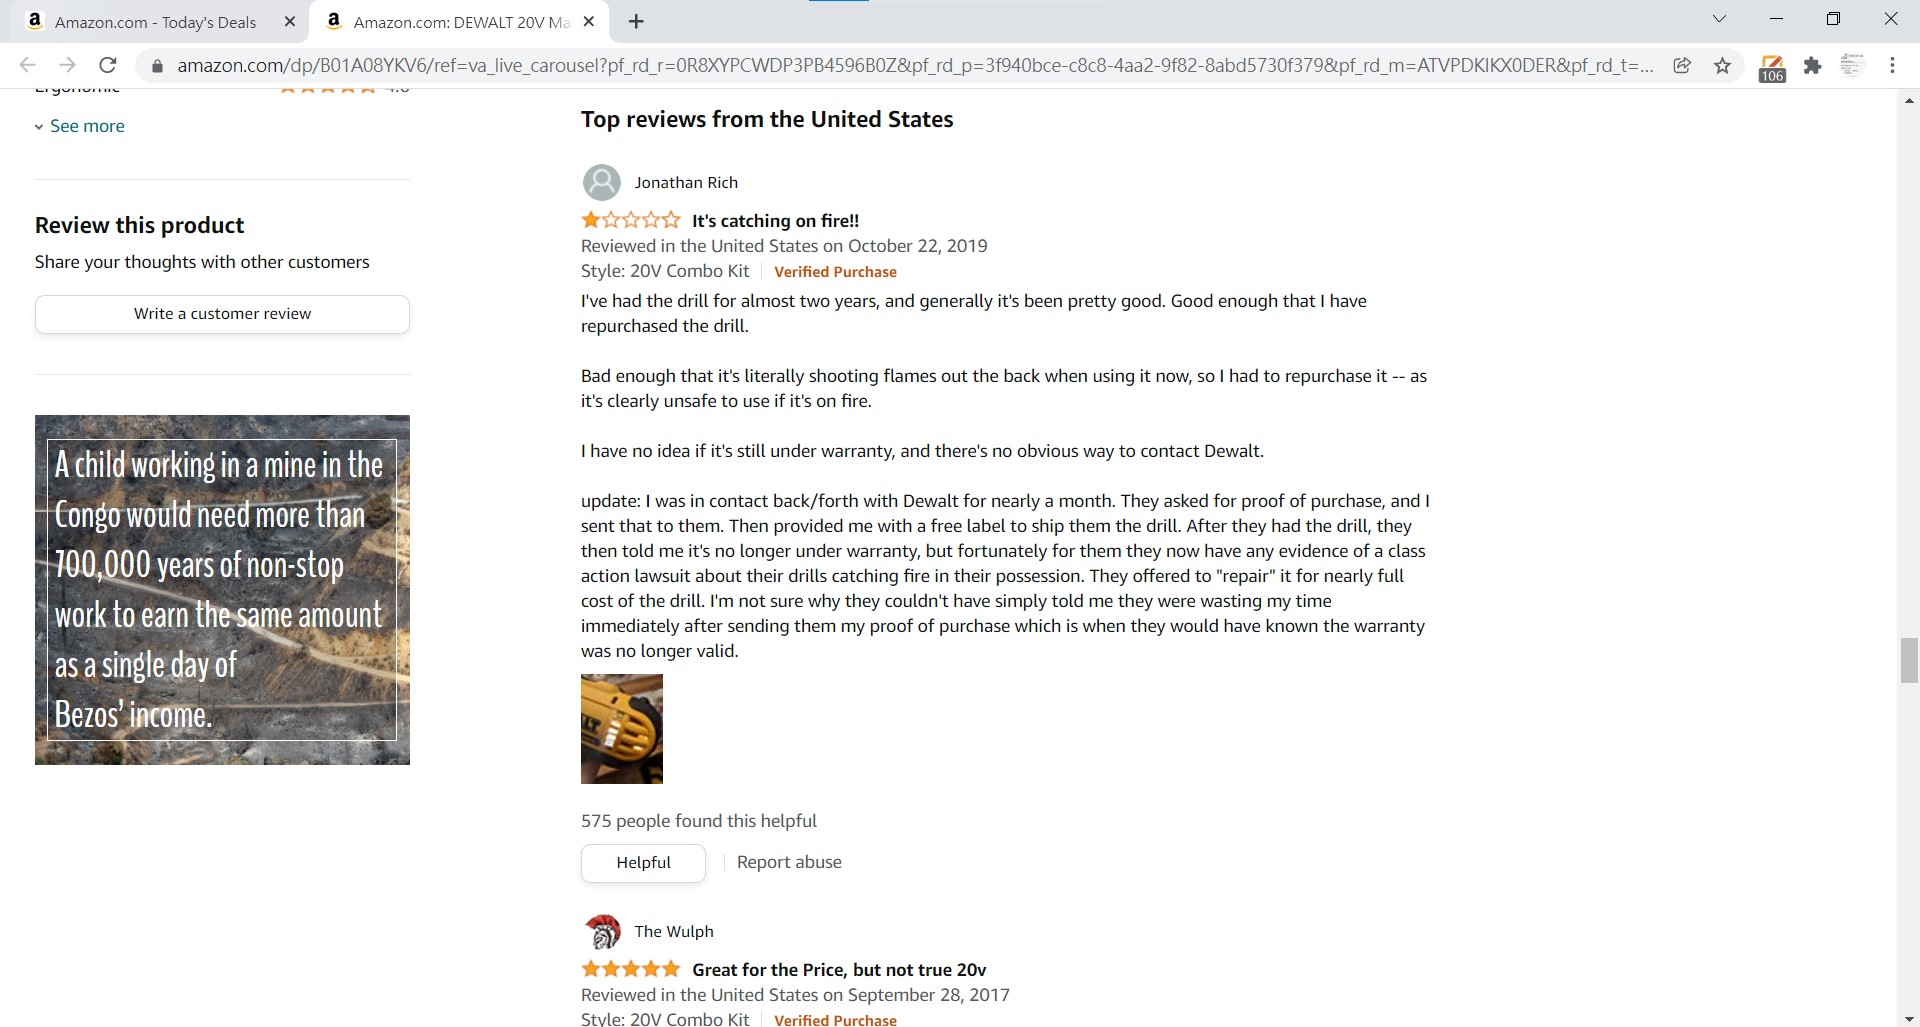 Amazon.com - Today's Deals
Amazon.com: DEWALT 20V Ma
amazon.com/dp/B01A08YKV6/ref=va_live_carousel?pf_rd_r=0R8XYPCWDP3PB4596B0Z&pf_rd_p=3f940bce-c8c8-4aa2-9f82-8abd5730f379&pf_rd_m=ATVPDKIKX0DER&pf_rd_t=...
106
Ergonomic
See more
Review this product
Share your thoughts with other customers
Write a customer review
A child working in a mine in the
Congo would need more than
700,000 years of non-stop
work to earn the same amount
as a single day of
Bezos' income.
Top reviews from the United States
Jonathan Rich
It's catching on fire!!
Reviewed in the United States on October 22, 2019
Style: 20V Combo Kit Verified Purchase
I've had the drill for almost two years, and generally it's been pretty good. Good enough that I have
repurchased the drill.
Bad enough that it's literally shooting flames out the back when using it now, so I had to repurchase it -- as
it's clearly unsafe to use if it's on fire.
I have no idea if it's still under warranty, and there's no obvious way to contact Dewalt.
update: I was in contact back/forth with Dewalt for nearly a month. They asked for proof of purchase, and I
sent that to them. Then provided me with a free label to ship them the drill. After they had the drill, they
then told me it's no longer under warranty, but fortunately for them they now have any evidence of a class
action lawsuit about their drills catching fire in their possession. They offered to "repair" it for nearly full
cost of the drill. I'm not sure why they couldn't have simply told me they were wasting my time
immediately after sending them my proof of purchase which is when they would have known the warranty
was no longer valid.
575 people found this helpful
Helpful Report abuse
The Wulph
Great for the Price, but not true 20v
Reviewed in the United States on September 28, 2017
Style: 20V Combo Kit Verified Purchase